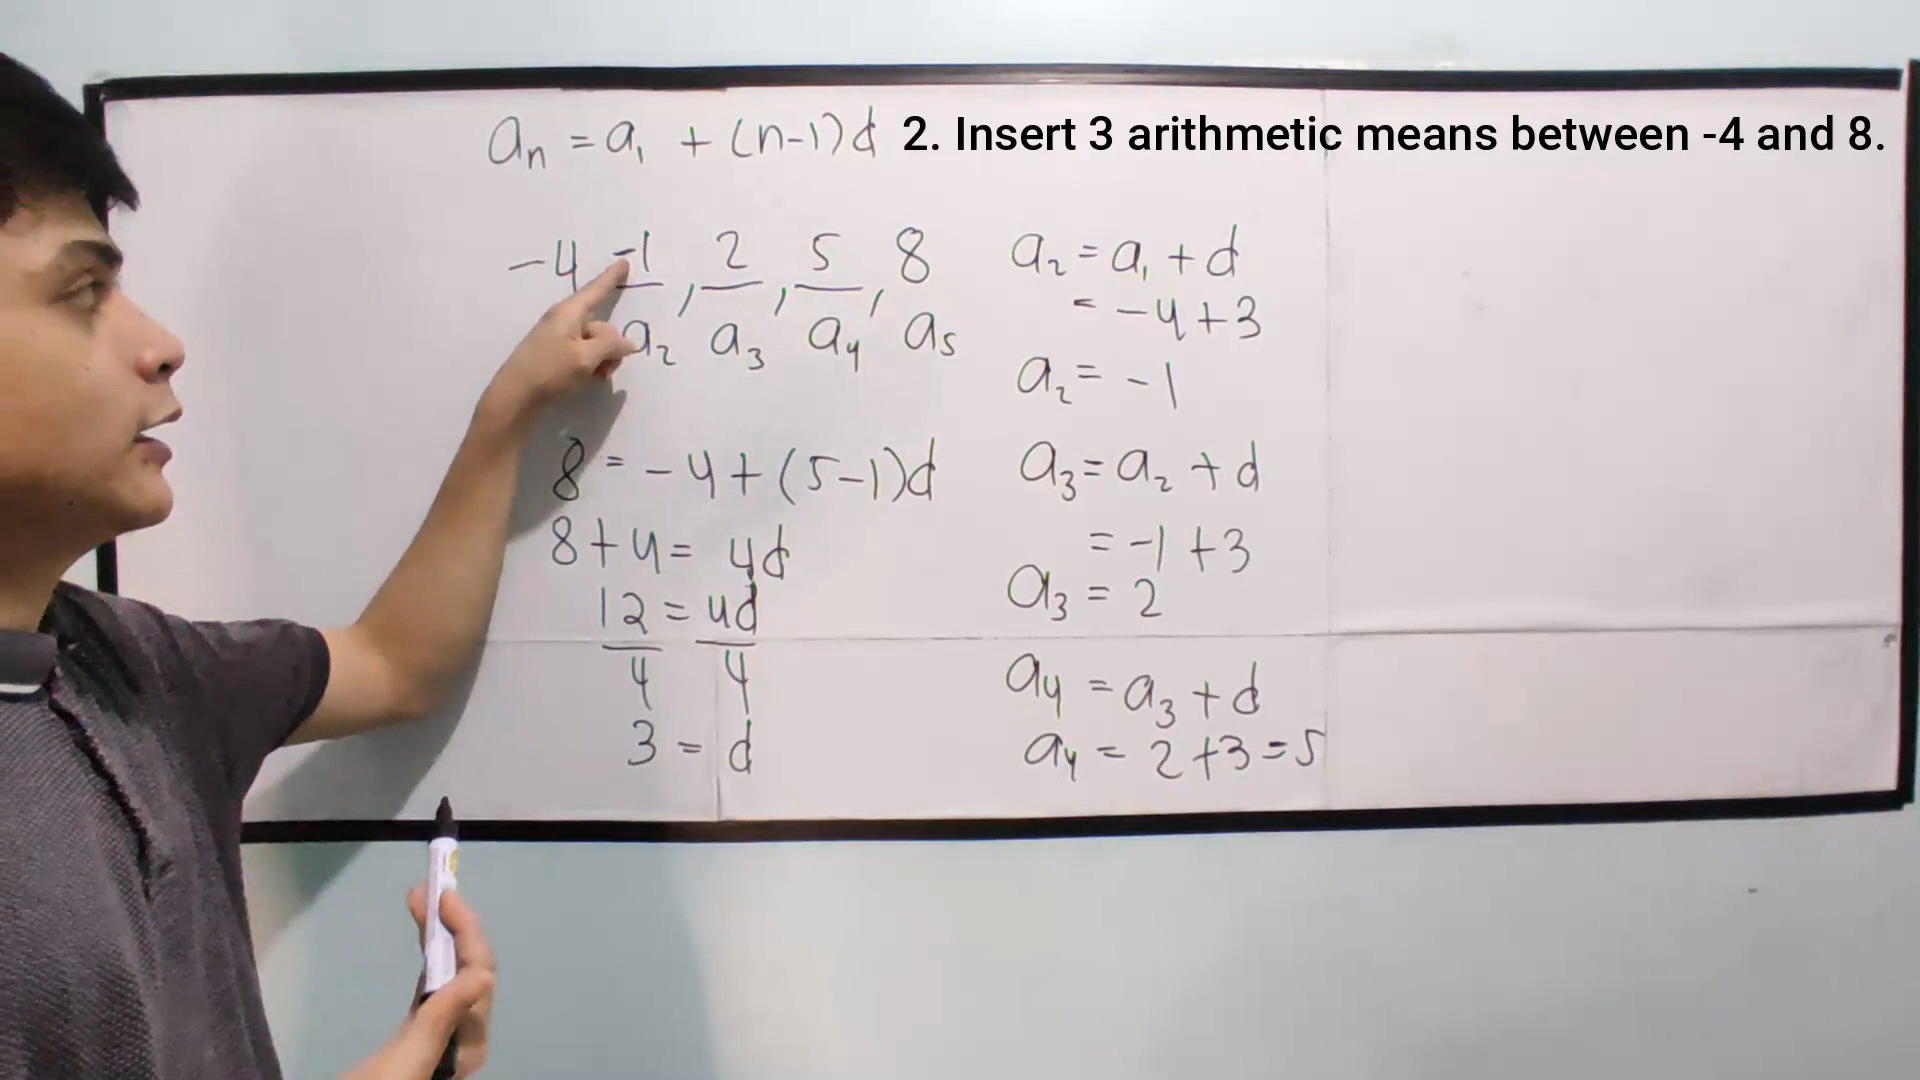 aₙ = a₁ + (n-1)d
2. Insert 3 arithmetic means between -4 and 8.
-4 -1, 2, 5, 8
a₂ a₃ a₄ a₅
8 = -4 + (5-1)d
8+4 = 4d
12 = 4d
4 4
3 = d
a₂ = a₁ + d
= -4+3
a₂ = -1
a₃ = a₂ + d
= -1 + 3
a₃ = 2
a₄ = a₃ + d
a₄ = 2+3 = 5